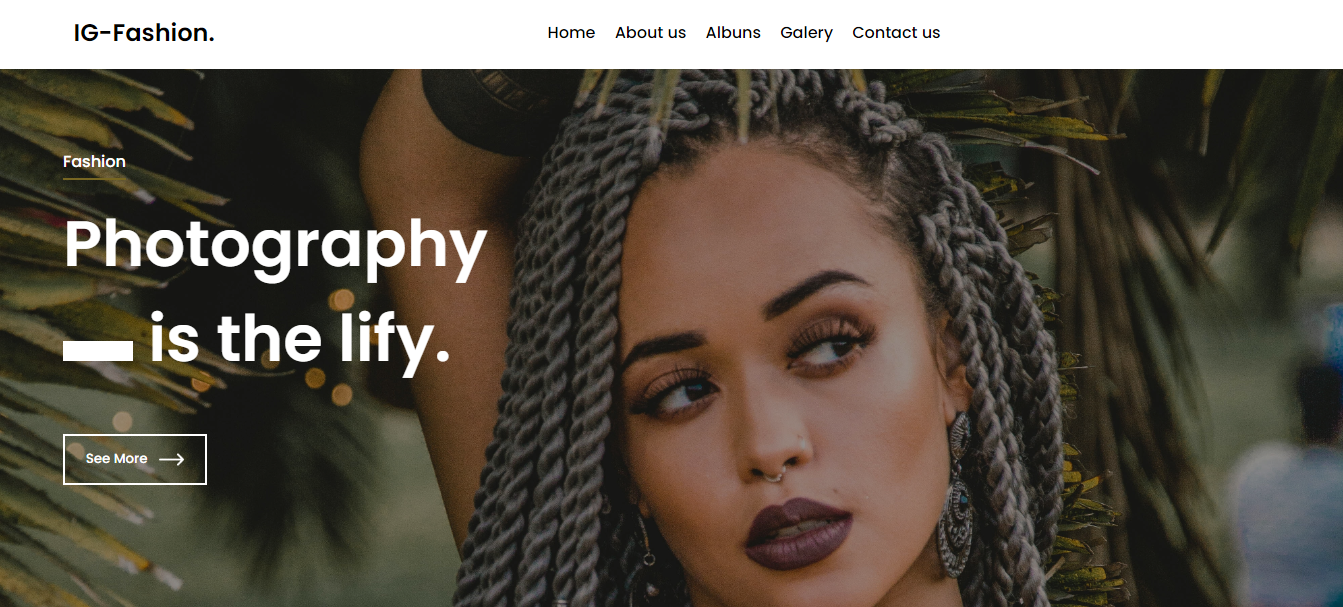 IG-Fashion.
Home About us Albuns Galery Contact us
Fashion
Photography
is the lify.
See More